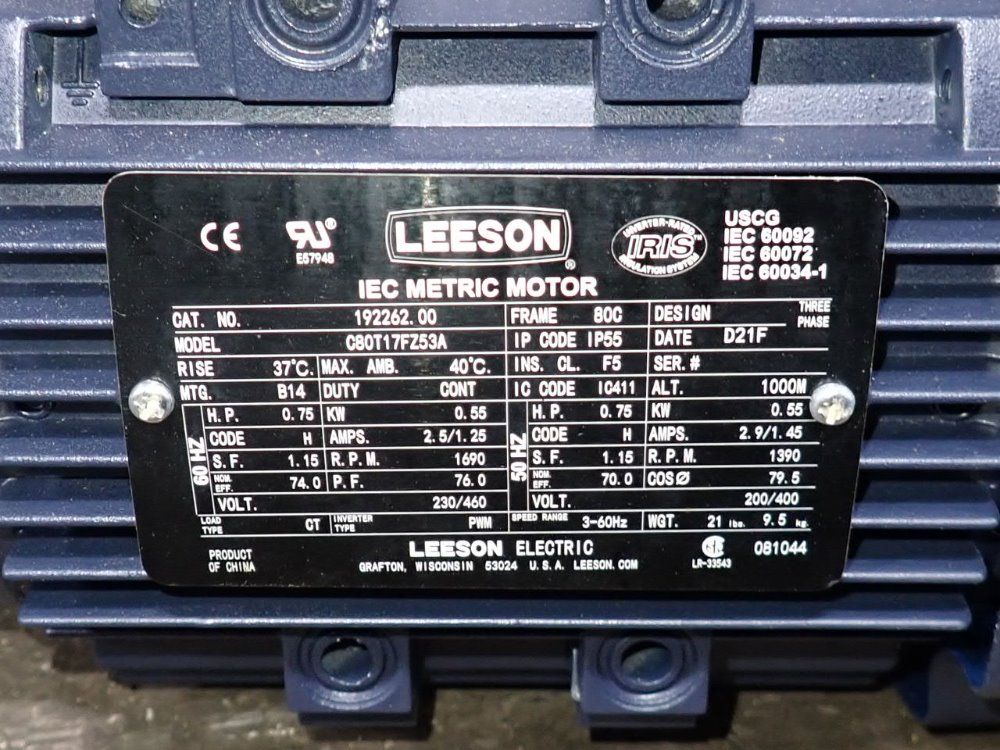 CE RU® LEESON® INVERTER-RATED IRIS™ INSULATION SYSTEM USCG
E57948 IEC 60092
IEC 60072
IEC 60034-1
IEC METRIC MOTOR
CAT. NO. 192262.00 FRAME 80C DESIGN THREE PHASE
MODEL C80T17FZ53A IP CODE IP55 DATE D21F
RISE 37°C. MAX. AMB. 40°C. INS. CL. F5 SER.#
MTG. B14 DUTY CONT IC CODE IC411 ALT. 1000M
60 HZ H.P. 0.75 KW 0.55 50 HZ H.P. 0.75 KW 0.55
CODE H AMPS. 2.5/1.25 CODE H AMPS. 2.9/1.45
S.F. 1.15 R.P.M. 1690 S.F. 1.15 R.P.M. 1390
NOM. EFF. 74.0 P.F. 76.0 NOM. EFF. 70.0 COSØ 79.5
VOLT. 230/460 VOLT. 200/400
LOAD TYPE CT INVERTER TYPE PWM SPEED RANGE 3-60Hz WGT. 21 lbs. 9.5 kg.
PRODUCT OF CHINA LEESON ELECTRIC 081044
GRAFTON, WISCONSIN 53024 U.S.A. LEESON.COM LR-33543